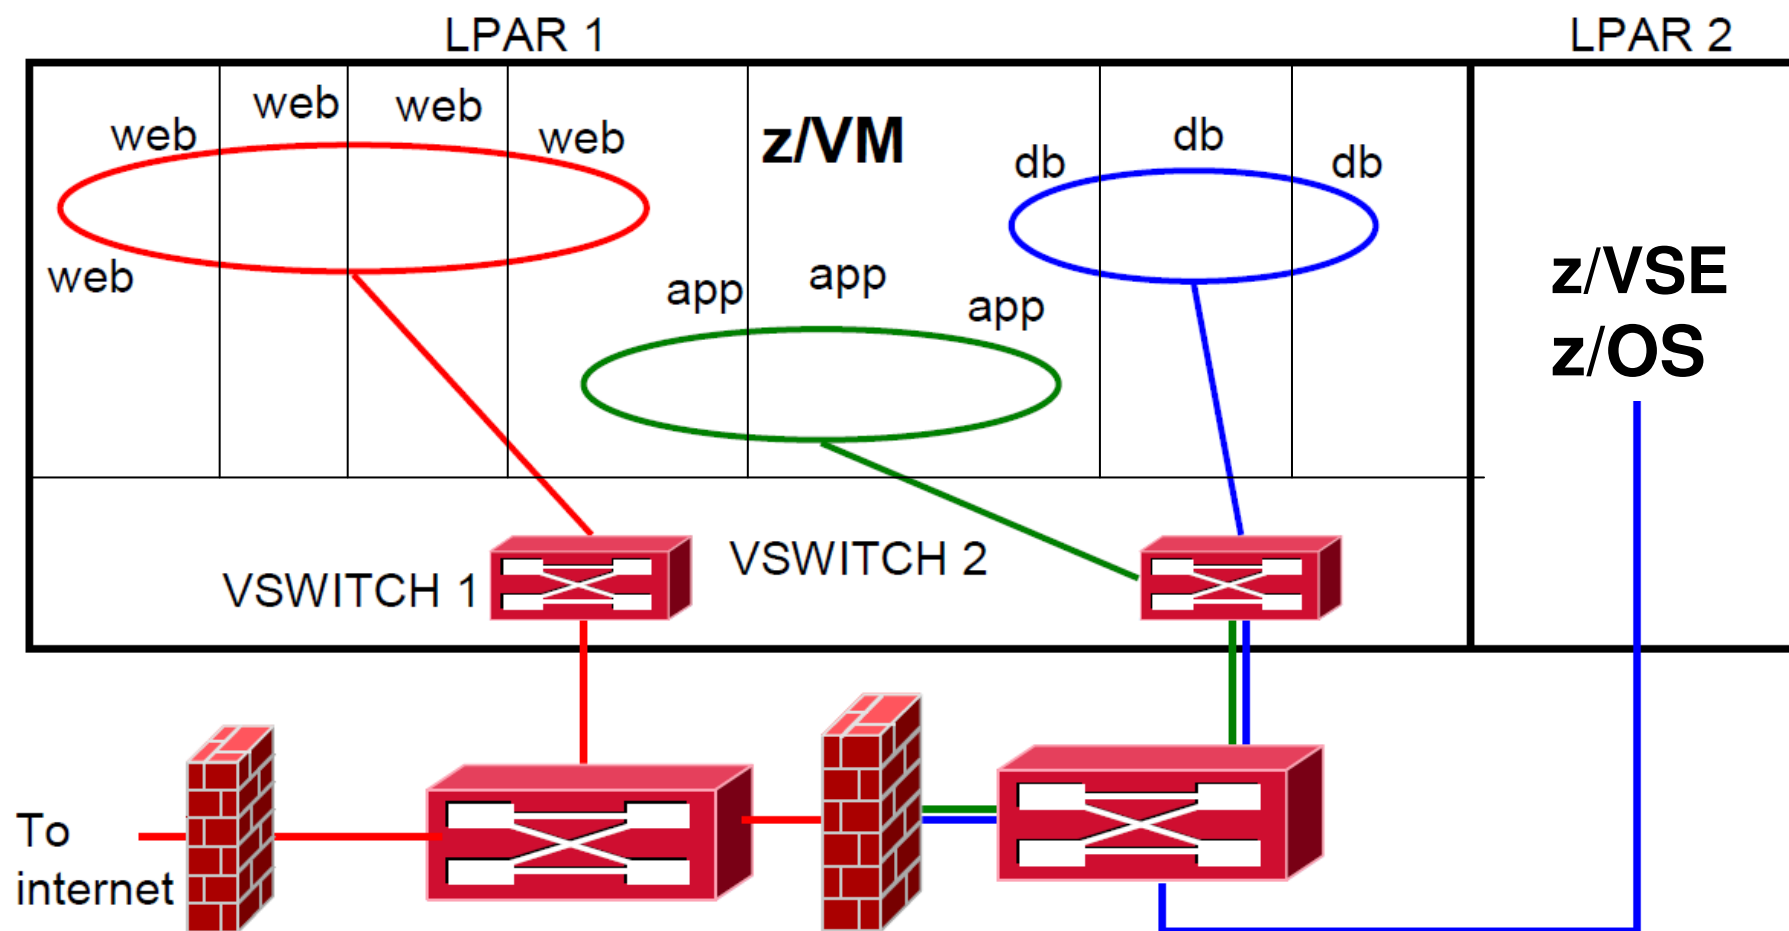 LPAR 1
LPAR 2
web
web
web
web
web
z/VM
db
db
db
app
app
app
z/VSE
z/OS
VSWITCH 1
VSWITCH 2
To
internet